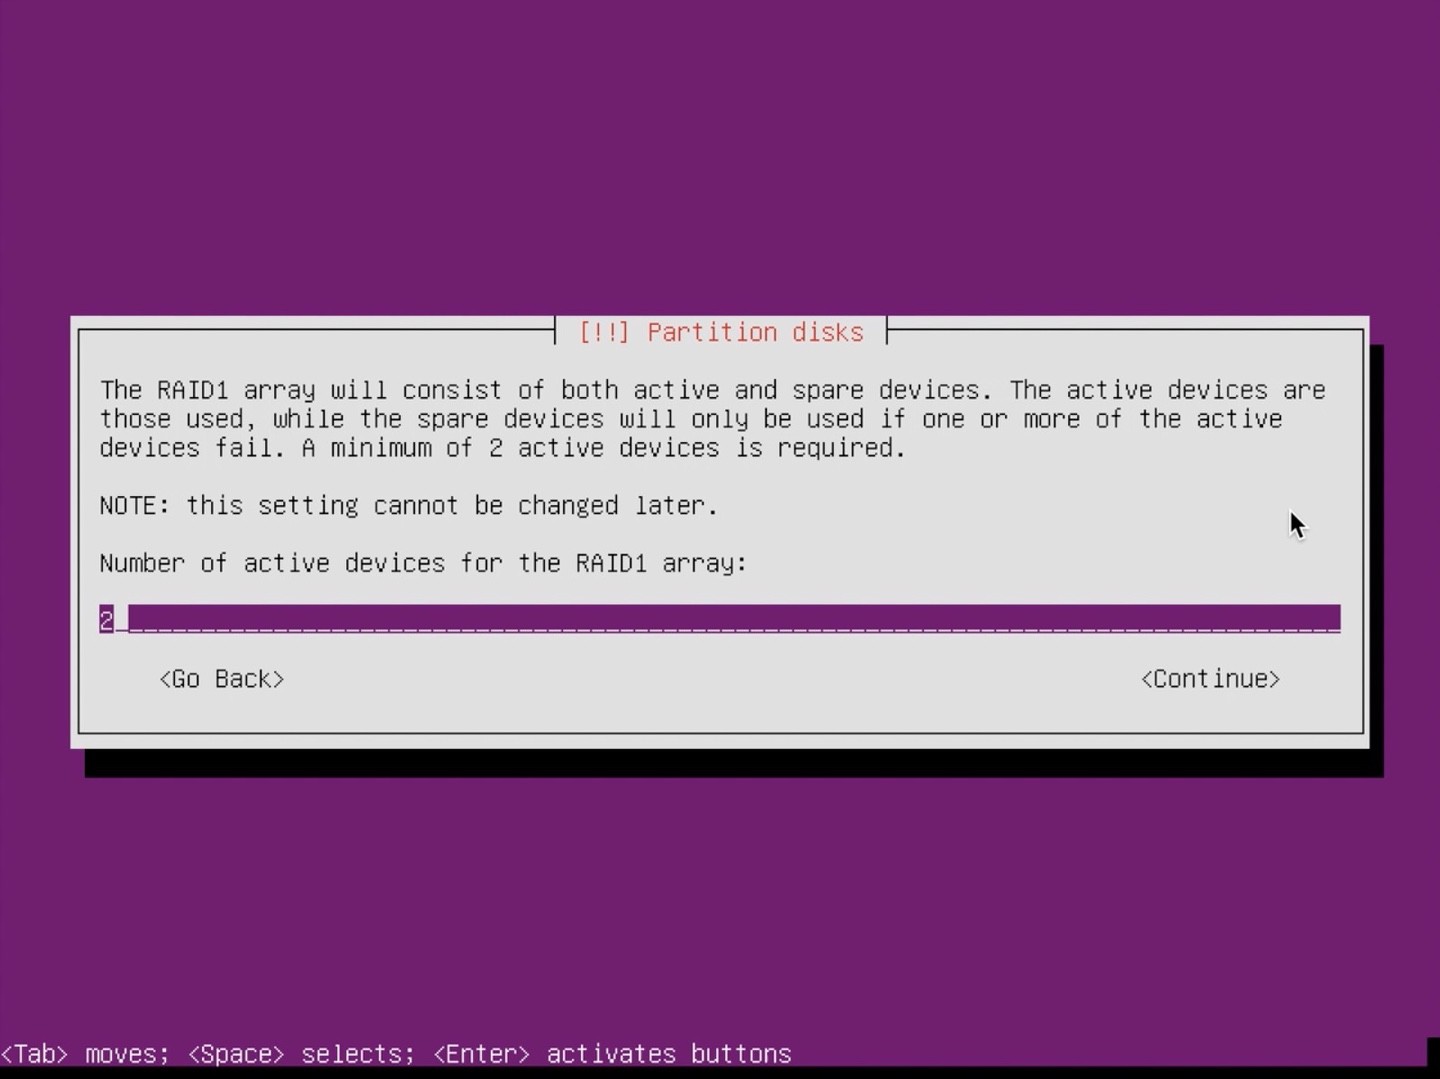 [!!] Partition disks
The RAID1 array will consist of both active and spare devices. The active devices are
those used, while the spare devices will only be used if one or more of the active
devices fail. A minimum of 2 active devices is required.
NOTE: this setting cannot be changed later.
Number of active devices for the RAID1 array:
2
<Go Back> <Continue>
<Tab> moves; <Space> selects; <Enter> activates buttons